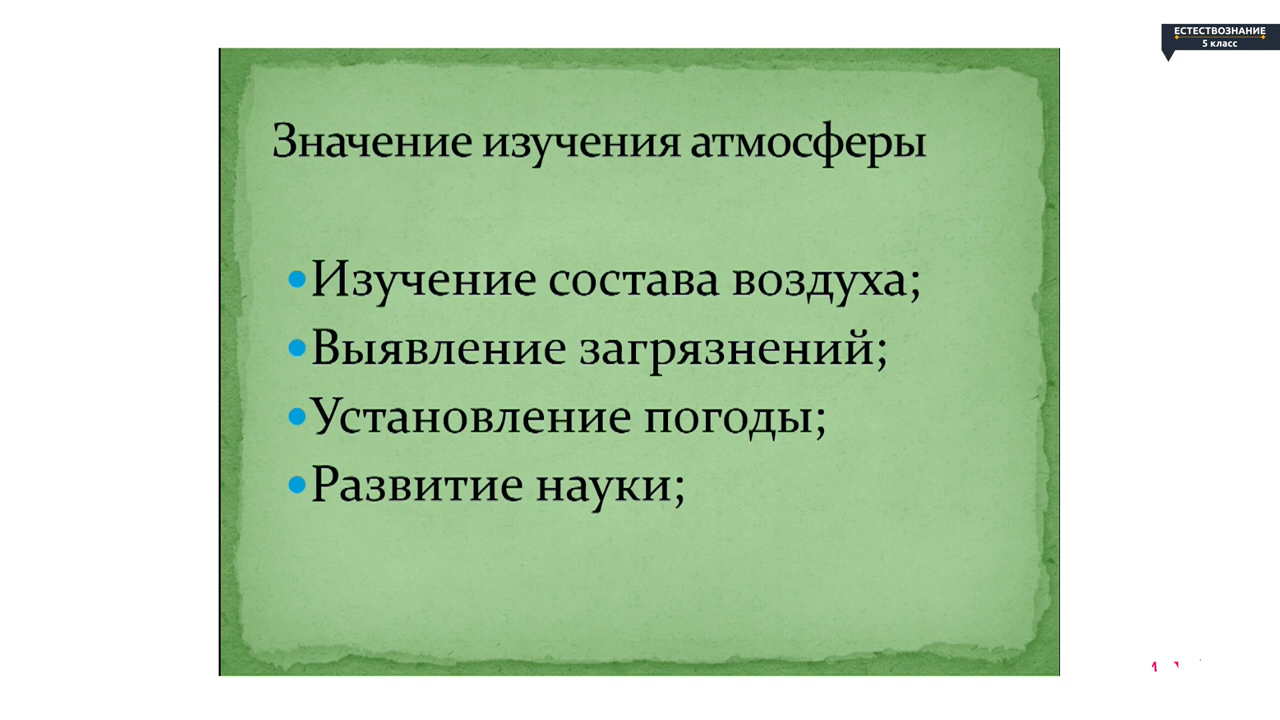 ЕСТЕСТВОЗНАНИЕ
5 класс
Значение изучения атмосферы
•Изучение состава воздуха;
•Выявление загрязнений;
•Установление погоды;
•Развитие науки;